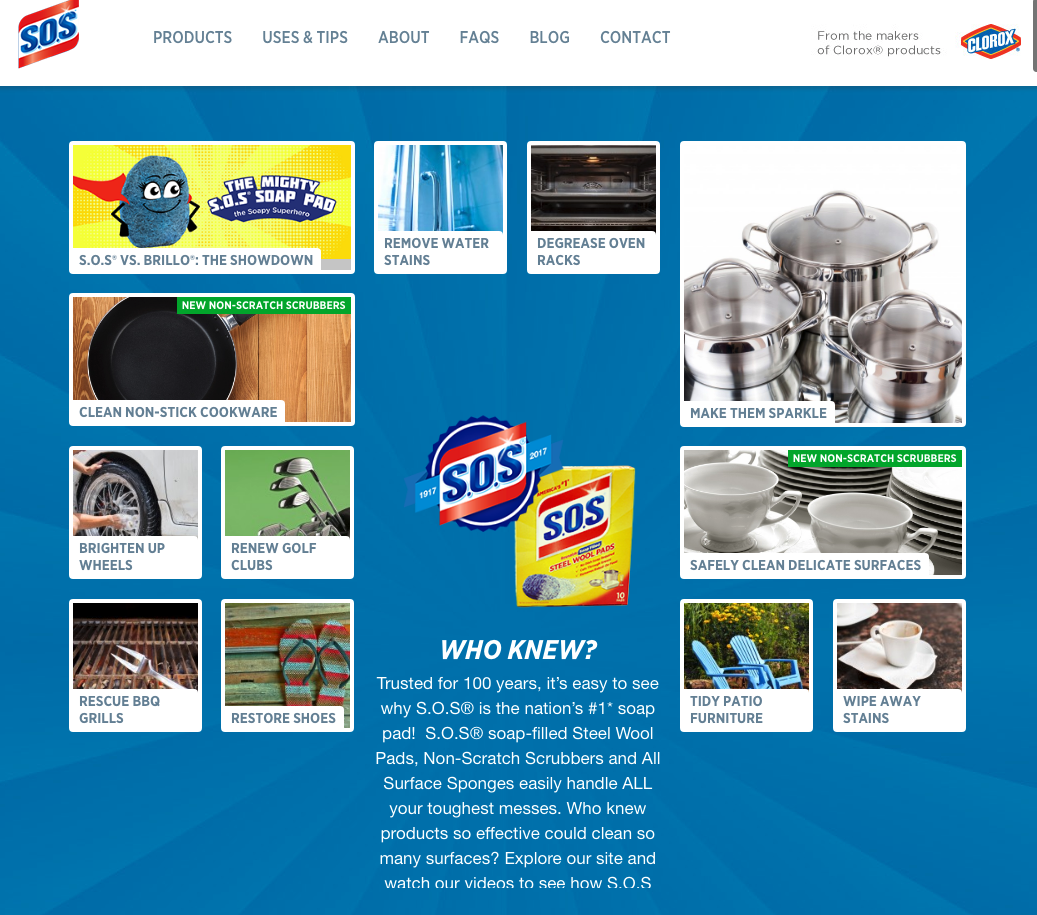 S.O.S
PRODUCTS
USES & TIPS
ABOUT
FAQS
BLOG
CONTACT
From the makers
of Clorox® products
CLOROX
THE MIGHTY
S.O.S® SOAP PAD
the Soapy Superhero
S.O.S® VS. BRILLO®: THE SHOWDOWN
REMOVE WATER
STAINS
DEGREASE OVEN
RACKS
MAKE THEM SPARKLE
NEW NON-SCRATCH SCRUBBERS
CLEAN NON-STICK COOKWARE
BRIGHTEN UP
WHEELS
RENEW GOLF
CLUBS
NEW NON-SCRATCH SCRUBBERS
SAFELY CLEAN DELICATE SURFACES
RESCUE BBQ
GRILLS
RESTORE SHOES
TIDY PATIO
FURNITURE
WIPE AWAY
STAINS
1917
S.O.S
2017
AMERICA'S #1*
S.O.S
STEEL WOOL PADS
10
WHO KNEW?
Trusted for 100 years, it's easy to see
why S.O.S® is the nation's #1* soap
pad!  S.O.S® soap-filled Steel Wool
Pads, Non-Scratch Scrubbers and All
Surface Sponges easily handle ALL
your toughest messes. Who knew
products so effective could clean so
many surfaces? Explore our site and
watch our videos to see how S.O.S